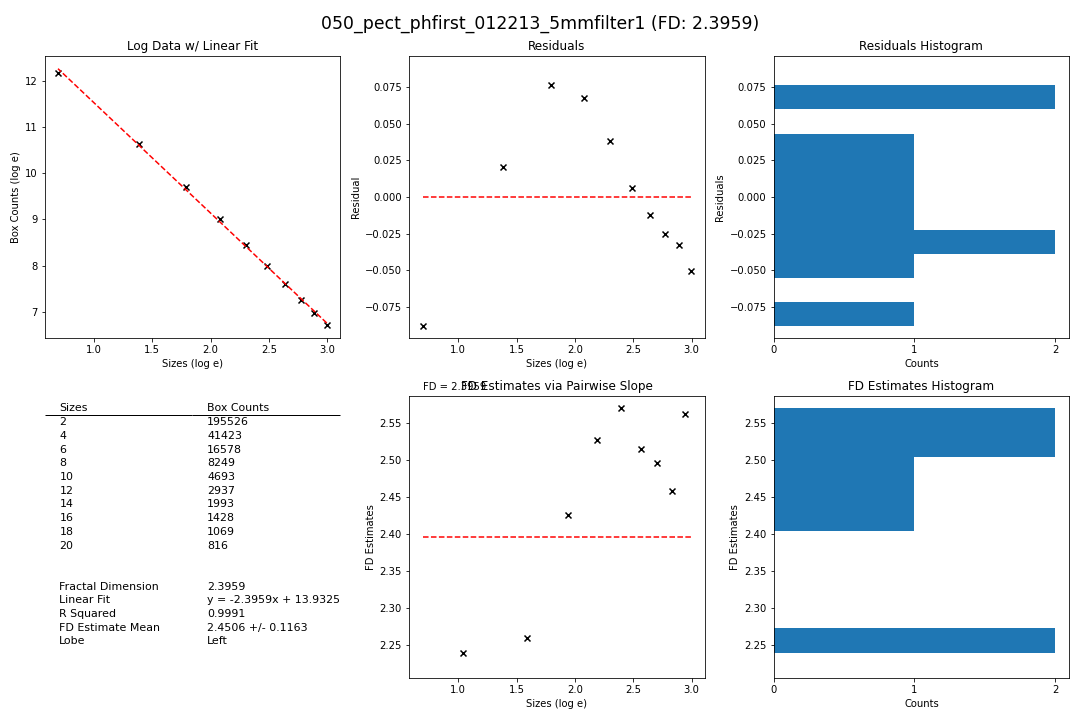 050_pect_phfirst_012213_5mmfilter1 (FD: 2.3959)
Log Data w/ Linear Fit
Box Counts (log e)
12
11
10
9
8
7
1.0 1.5 2.0 2.5 3.0
Sizes (log e)
Residuals
Residual
0.075
0.050
0.025
0.000
−0.025
−0.050
−0.075
1.0 1.5 2.0 2.5 3.0
Sizes (log e)
Residuals Histogram
Residuals
0.075
0.050
0.025
0.000
−0.025
−0.050
−0.075
0 1 2
Counts
Sizes Box Counts
2 195526
4 41423
6 16578
8 8249
10 4693
12 2937
14 1993
16 1428
18 1069
20 816
Fractal Dimension 2.3959
Linear Fit y = -2.3959x + 13.9325
R Squared 0.9991
FD Estimate Mean 2.4506 +/- 0.1163
Lobe Left
FD = 2.3959
FD Estimates via Pairwise Slope
FD Estimates
2.55
2.50
2.45
2.40
2.35
2.30
2.25
1.0 1.5 2.0 2.5 3.0
Sizes (log e)
FD Estimates Histogram
FD Estimates
2.55
2.50
2.45
2.40
2.35
2.30
2.25
0 1 2
Counts